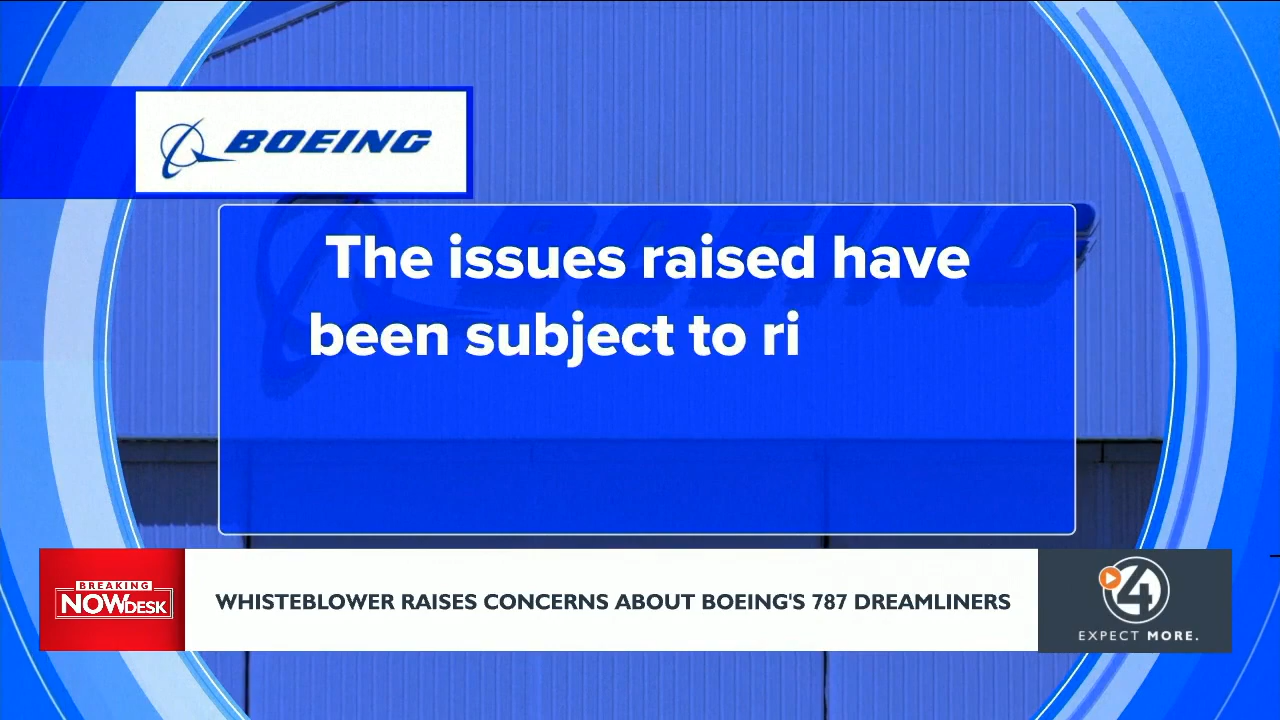 BOEING
BOEING
The issues raised have
been subject to ri
BREAKING
NOWDESK
WHISTEBLOWER RAISES CONCERNS ABOUT BOEING'S 787 DREAMLINERS
4
EXPECT MORE.